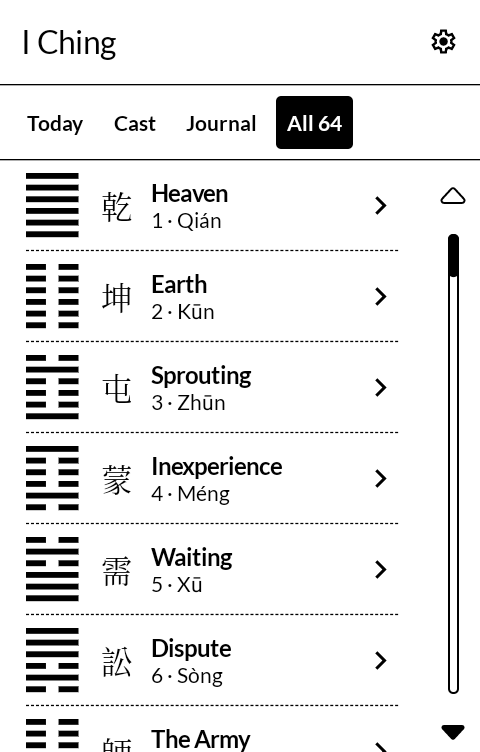 I Ching
Today Cast Journal All 64
乾 Heaven
1 · Qián
坤 Earth
2 · Kūn
屯 Sprouting
3 · Zhūn
蒙 Inexperience
4 · Méng
需 Waiting
5 · Xū
訟 Dispute
6 · Sòng
師 The Army